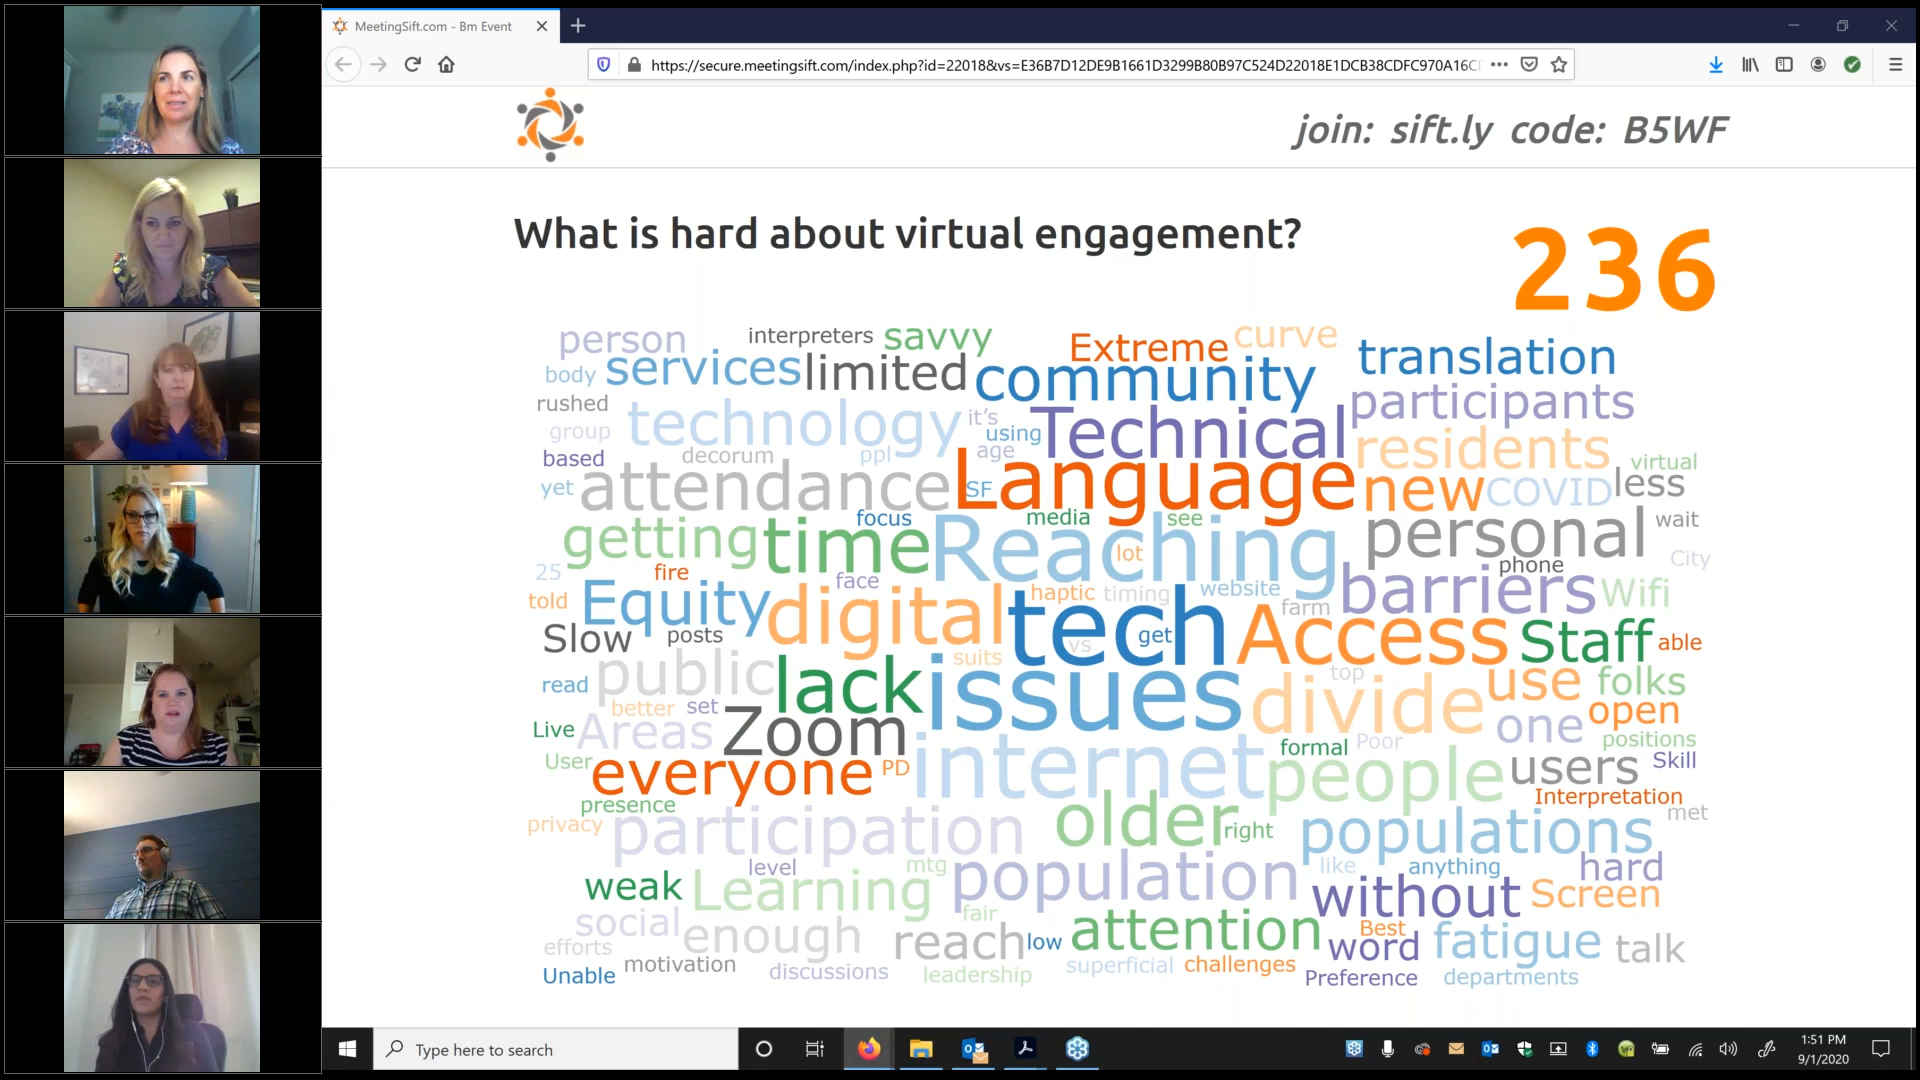 MeetingSift.com - Bm Event
https://secure.meetingsift.com/index.php?id=22018&vs=E36B7D12DE9B1661D3299B80B97C524D22018E1DCB38CDFC970A16C
join: sift.ly code: B5WF
What is hard about virtual engagement?
236
person interpreters savvy Extreme curve translation
body services limited community participants
rushed technology it's using Technical residents
group decorum ppl age virtual
based attendance SF Language new COVID less
yet focus media see personal wait
getting time Reaching lot phone City
25 fire face haptic timing website barriers Wifi
told Equity digital tech get farm Access Staff able
Slow posts vs suits top use folks
read public lack issues divide open
better set one positions
Live Areas Zoom internet formal Poor users Skill
User everyone PD people Interpretation
presence met
privacy participation older right populations
level mtg population like anything hard
weak Learning without Screen
social fair attention Best
efforts enough reach low word fatigue talk
Unable motivation discussions leadership superficial challenges Preference departments
Type here to search
1:51 PM
9/1/2020